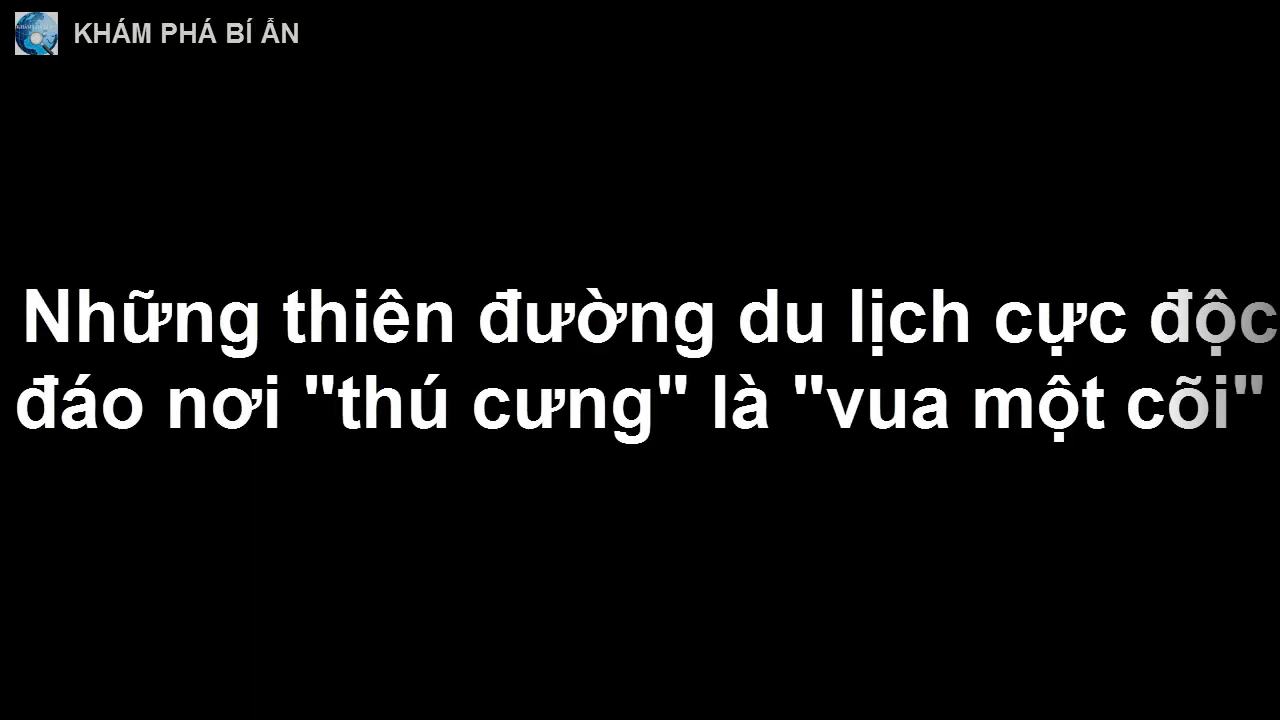 KHÁM PHÁ BÍ ẨN
Những thiên đường du lịch cực độc
đáo nơi "thú cưng" là "vua một cõi"